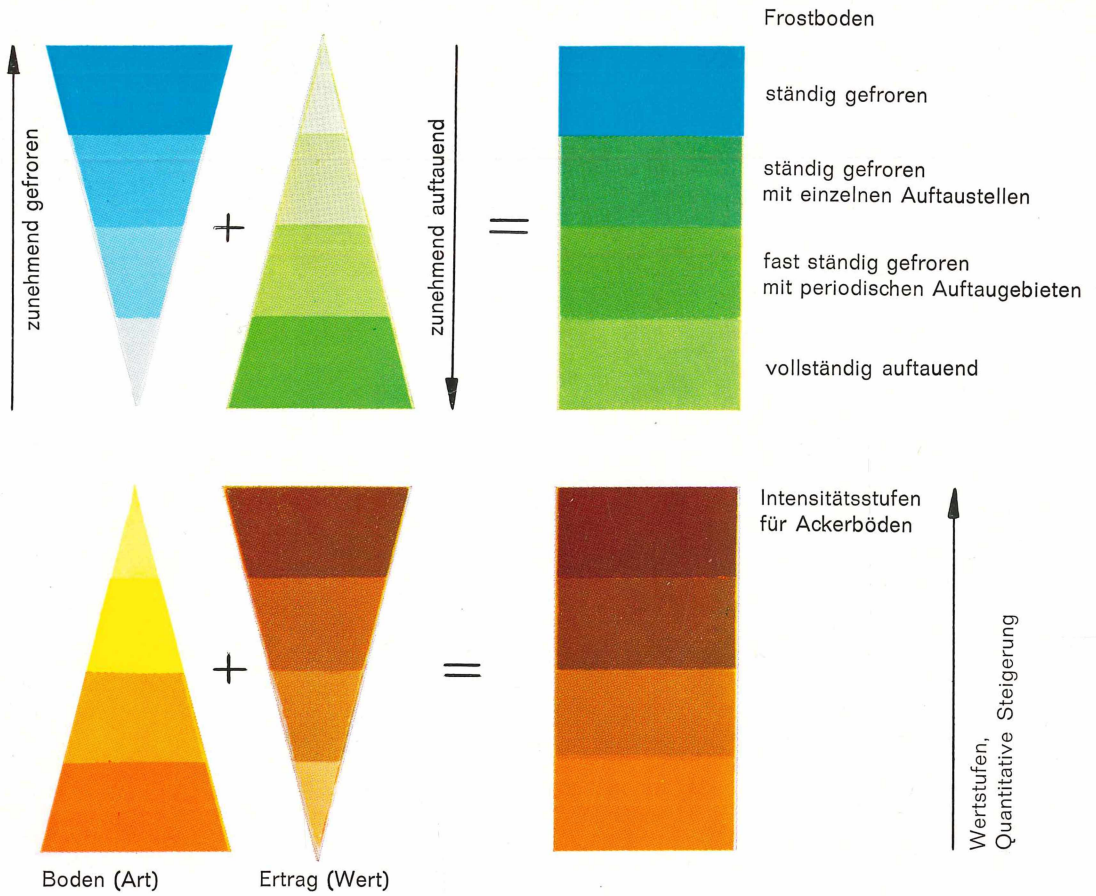 Frostboden
zunehmend gefroren
+
zunehmend auftauend
=
ständig gefroren
ständig gefroren
mit einzelnen Auftaustellen
fast ständig gefroren
mit periodischen Auftaugebieten
vollständig auftauend
+
=
Intensitätsstufen
für Ackerböden
Wertstufen,
Quantitative Steigerung
Boden (Art)
Ertrag (Wert)